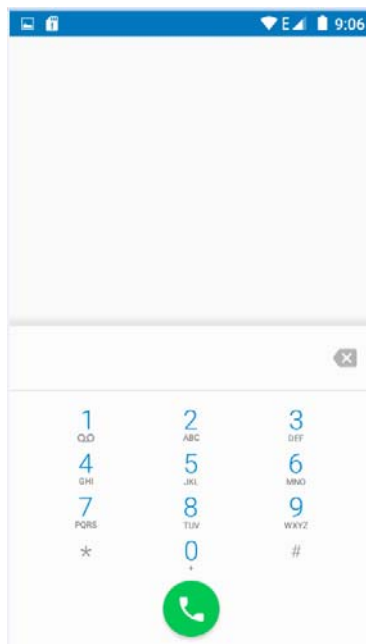 E 9:06
1 2 3
ABC DEF
4 5 6
GHI JKL MNO
7 8 9
PQRS TUV WXYZ
* 0 #
+